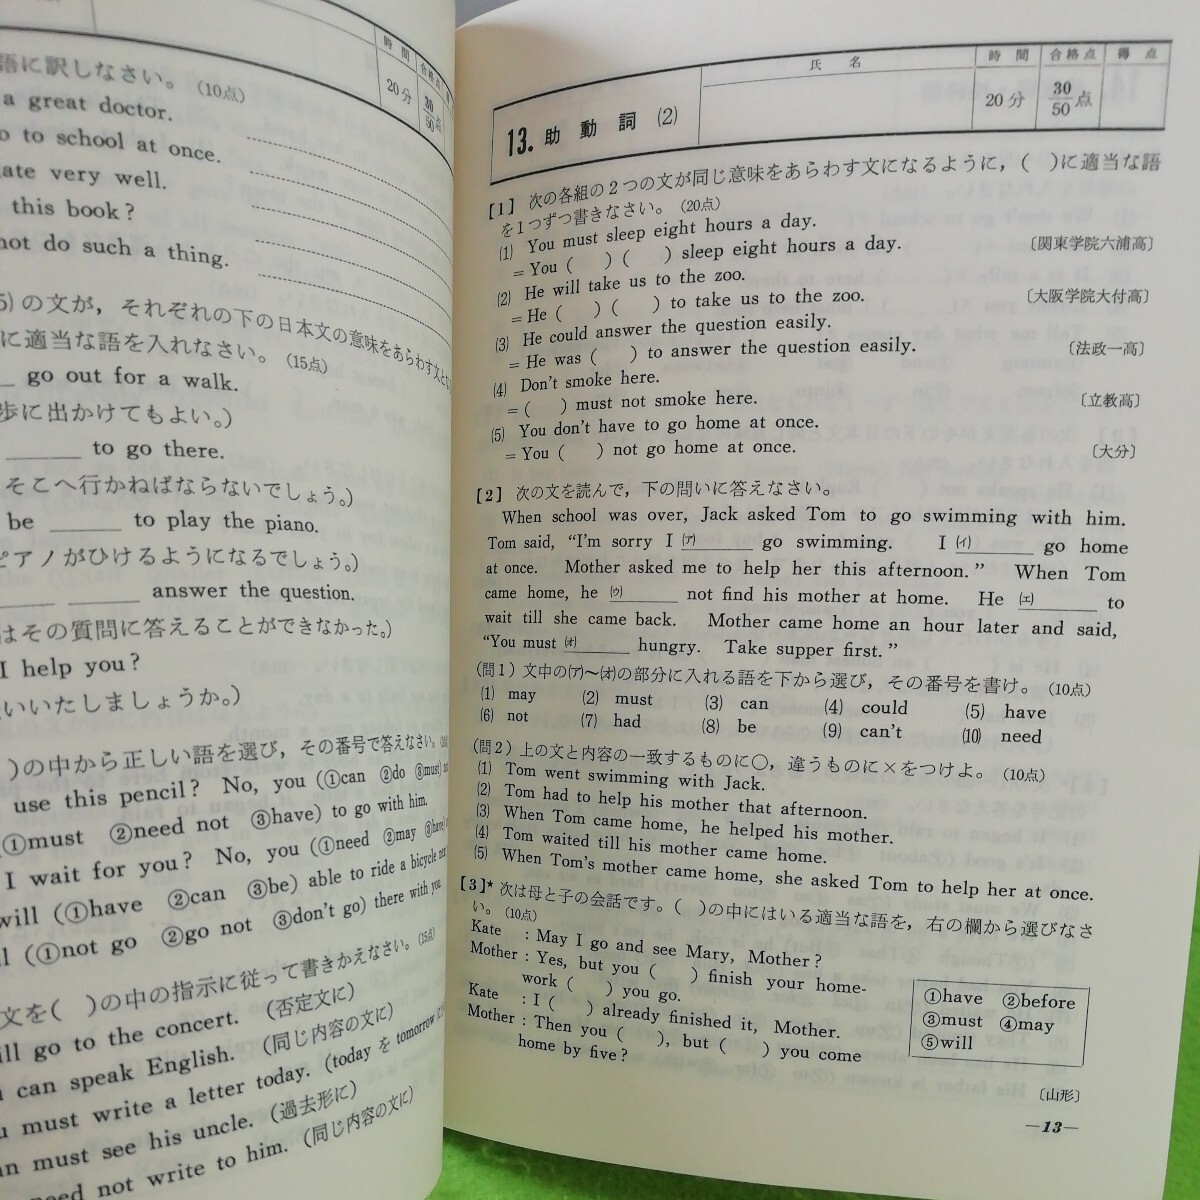 時間 合格点
20分 30/50点
語に訳しなさい。(10点)
a great doctor.
to school at once.
very well.
this book?
not do such a thing.
5)の文が,それぞれの下の日本文の意味をあらわす文と
に適当な語を入れなさい。(15点)
go out for a walk.
歩に出かけてもよい。)
to go there.
そこへ行かねばならないでしょう。)
be ______ to play the piano.
ピアノがひけるようになるでしょう。)
______ ______ answer the question.
はその質問に答えることができなかった。)
I help you?
いいたしましょうか。)
)の中から正しい語を選び,その番号で答えなさい。
use this pencil? No, you (①can ②do ③must)
(①must ②need not ③have) to go with him.
I wait for you? No, you (①need ②may ③have)
will (①have ②can ③be) able to ride a bicycle
(①not go ②go not ③don't go) there with you.
文を( )の中の指示に従って書きかえなさい。(15点)
go to the concert. (否定文に)
can speak English. (同じ内容の文に)
must write a letter today. (today を tomorrow に
must see his uncle. (過去形に)
need not write to him. (同じ内容の文に)
13. 助動詞 (2)
氏名
時間 合格点 得点
20分 30/50点
[1] 次の各組の2つの文が同じ意味をあらわす文になるように,( )に適当な語
を1つずつ書きなさい。(20点)
(1) You must sleep eight hours a day.
=You ( ) ( ) sleep eight hours a day. 〔関東学院六浦高〕
(2) He will take us to the zoo.
=He ( ) ( ) to take us to the zoo. 〔大阪学院大付高〕
(3) He could answer the question easily.
=He was ( ) to answer the question easily. 〔法政一高〕
(4) Don't smoke here.
=( ) must not smoke here. 〔立教高〕
(5) You don't have to go home at once.
=You ( ) not go home at once. 〔大分〕
[2] 次の文を読んで,下の問いに答えなさい。
When school was over, Jack asked Tom to go swimming with him.
Tom said, “I'm sorry I (ア)______ go swimming. I (イ)______ go home
at once. Mother asked me to help her this afternoon.” When Tom
came home, he (ウ)______ not find his mother at home. He (エ)______ to
wait till she came back. Mother came home an hour later and said,
“You must (オ)______ hungry. Take supper first.”
(問1) 文中の(ア)〜(オ)の部分に入れる語を下から選び,その番号を書け。(10点)
(1) may (2) must (3) can (4) could (5) have
(6) not (7) had (8) be (9) can't (10) need
(問2) 上の文と内容の一致するものに○,違うものに×をつけよ。(10点)
(1) Tom went swimming with Jack.
(2) Tom had to help his mother that afternoon.
(3) When Tom came home, he helped his mother.
(4) Tom waited till his mother came home.
(5) When Tom's mother came home, she asked Tom to help her at once.
[3]* 次は母と子の会話です。( )の中にはいる適当な語を,右の欄から選びなさ
い。(10点)
Kate : May I go and see Mary, Mother?
Mother : Yes, but you ( ) finish your home-
work ( ) you go.
Kate : I ( ) already finished it, Mother.
Mother : Then you ( ), but ( ) you come
home by five?
①have ②before
③must ④may
⑤will
〔山形〕
—13—